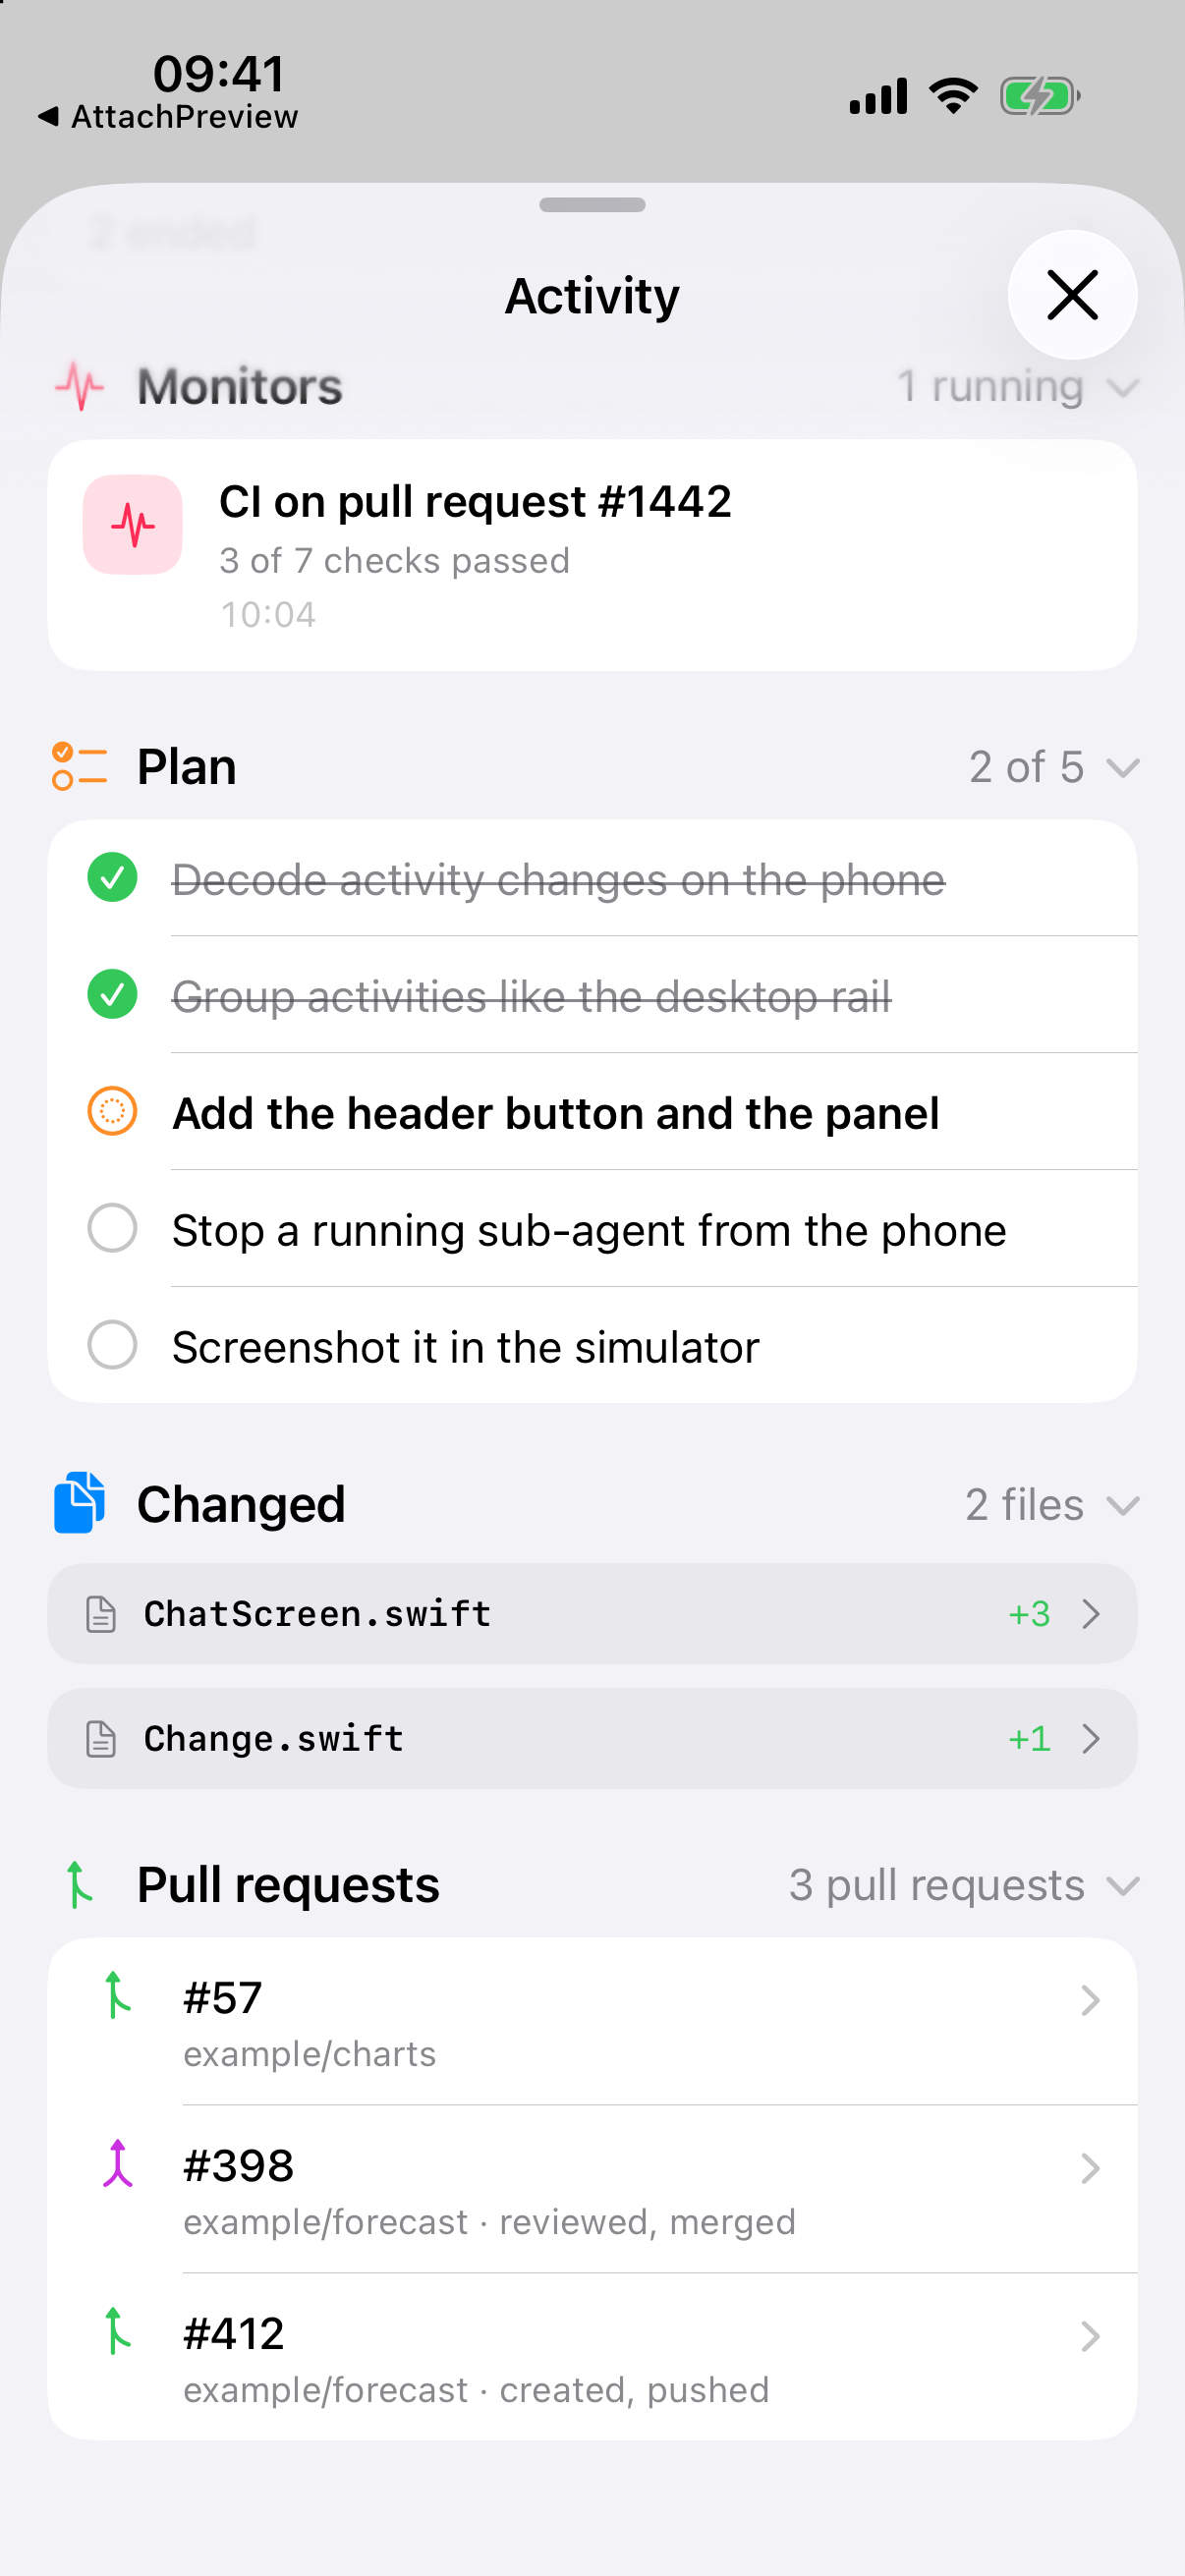 09:41
◀ AttachPreview
2 ended
Activity
Monitors
1 running
CI on pull request #1442
3 of 7 checks passed
10:04
Plan
2 of 5
Decode activity changes on the phone
Group activities like the desktop rail
Add the header button and the panel
Stop a running sub-agent from the phone
Screenshot it in the simulator
Changed
2 files
ChatScreen.swift
+3
Change.swift
+1
Pull requests
3 pull requests
#57
example/charts
#398
example/forecast · reviewed, merged
#412
example/forecast · created, pushed